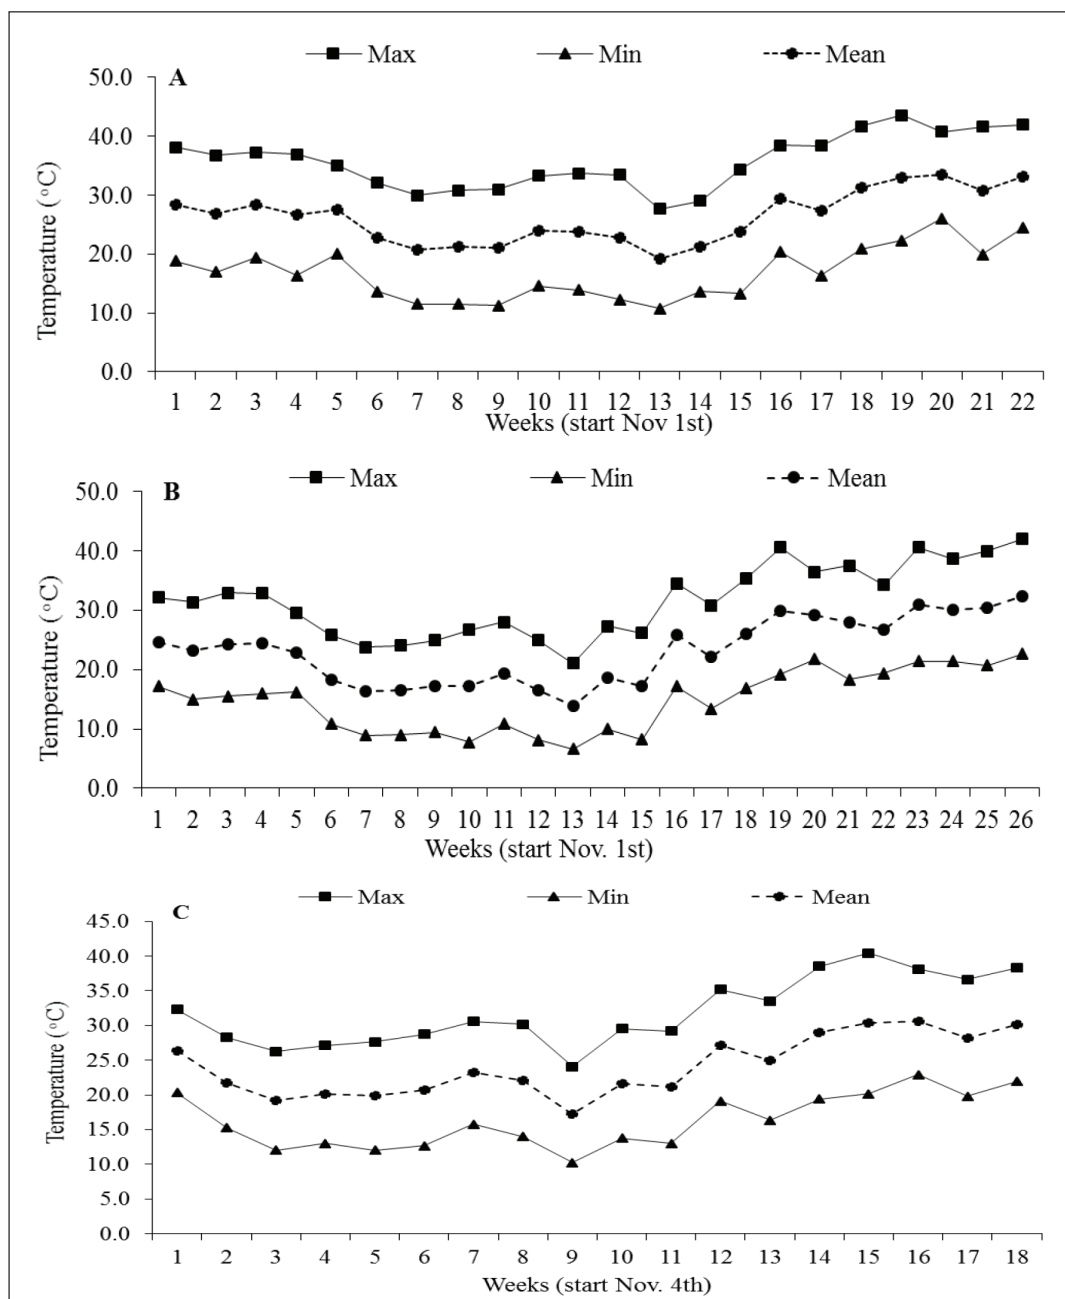 Max Min Mean
A
50.0
40.0
30.0
20.0
10.0
0.0
Temperature (°C)
1 2 3 4 5 6 7 8 9 10 11 12 13 14 15 16 17 18 19 20 21 22
Weeks (start Nov 1st)
Max Min Mean
B
50.0
40.0
30.0
20.0
10.0
0.0
Temperature (°C)
1 2 3 4 5 6 7 8 9 10 11 12 13 14 15 16 17 18 19 20 21 22 23 24 25 26
Weeks (start Nov. 1st)
Max Min Mean
C
45.0
40.0
35.0
30.0
25.0
20.0
15.0
10.0
5.0
0.0
Temperature (°C)
1 2 3 4 5 6 7 8 9 10 11 12 13 14 15 16 17 18
Weeks (start Nov. 4th)